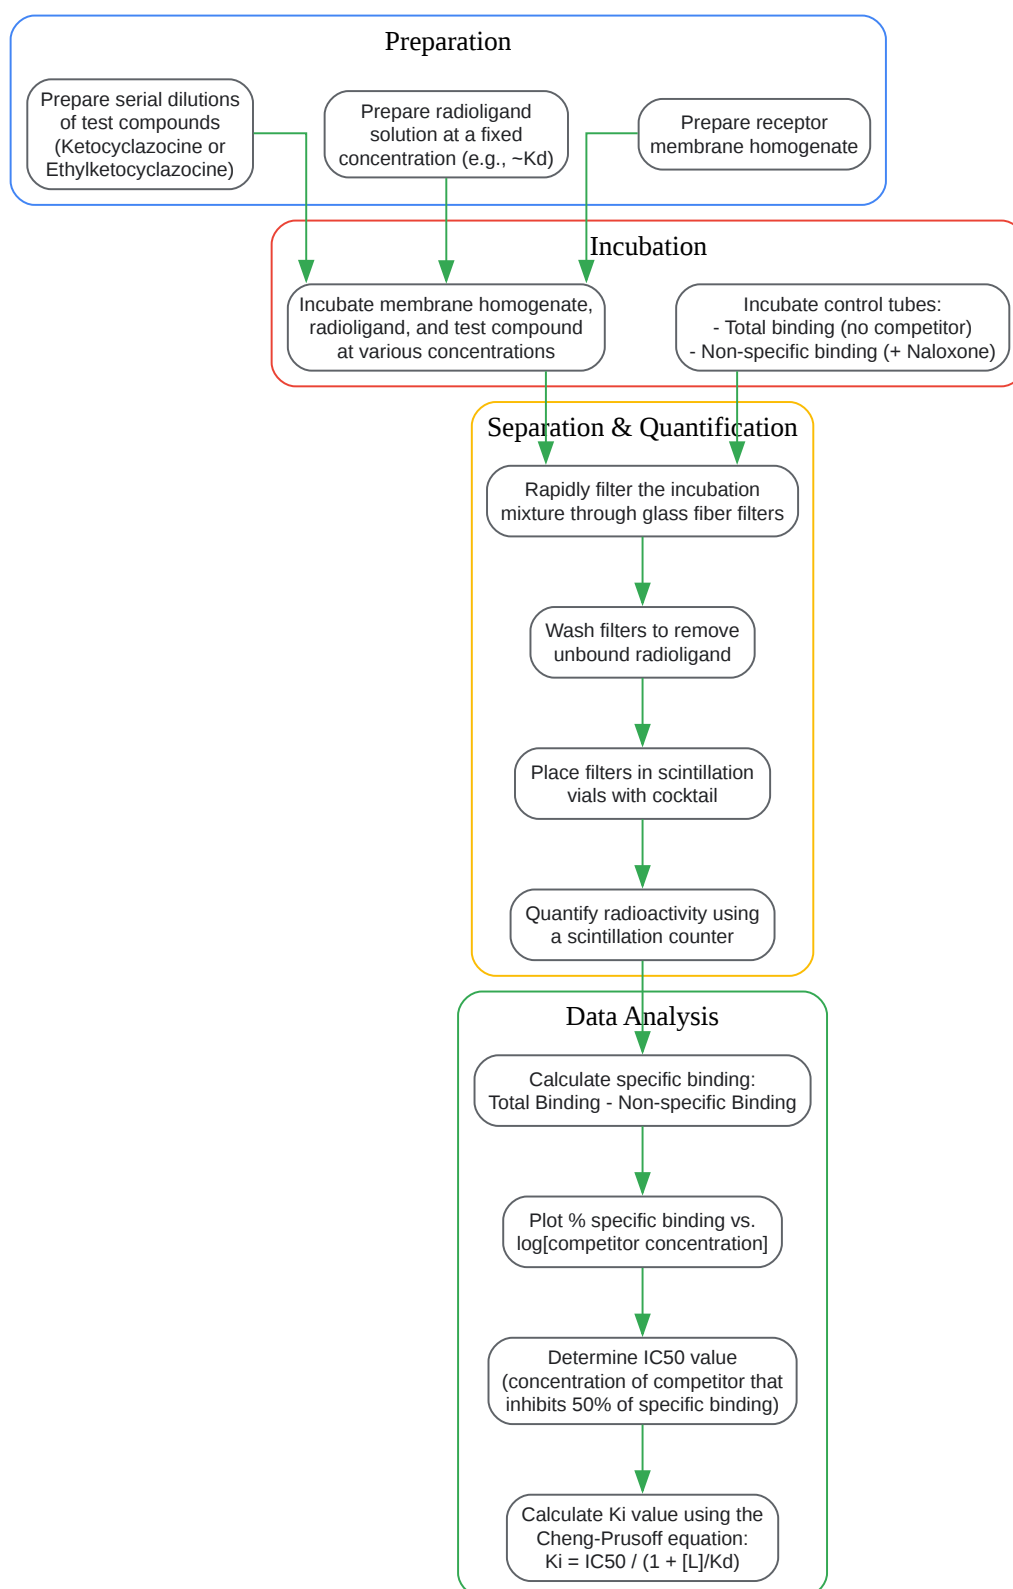 Preparation
Prepare serial dilutions
of test compounds
(Ketocyclazocine or
Ethylketocyclazocine)
Prepare radioligand
solution at a fixed
concentration (e.g., ~Kd)
Prepare receptor
membrane homogenate
Incubation
Incubate membrane homogenate,
radioligand, and test compound
at various concentrations
Incubate control tubes:
- Total binding (no competitor)
- Non-specific binding (+ Naloxone)
Separation & Quantification
Rapidly filter the incubation
mixture through glass fiber filters
Wash filters to remove
unbound radioligand
Place filters in scintillation
vials with cocktail
Quantify radioactivity using
a scintillation counter
Data Analysis
Calculate specific binding:
Total Binding - Non-specific Binding
Plot % specific binding vs.
log[competitor concentration]
Determine IC50 value
(concentration of competitor that
inhibits 50% of specific binding)
Calculate Ki value using the
Cheng-Prusoff equation:
Ki = IC50 / (1 + [L]/Kd)